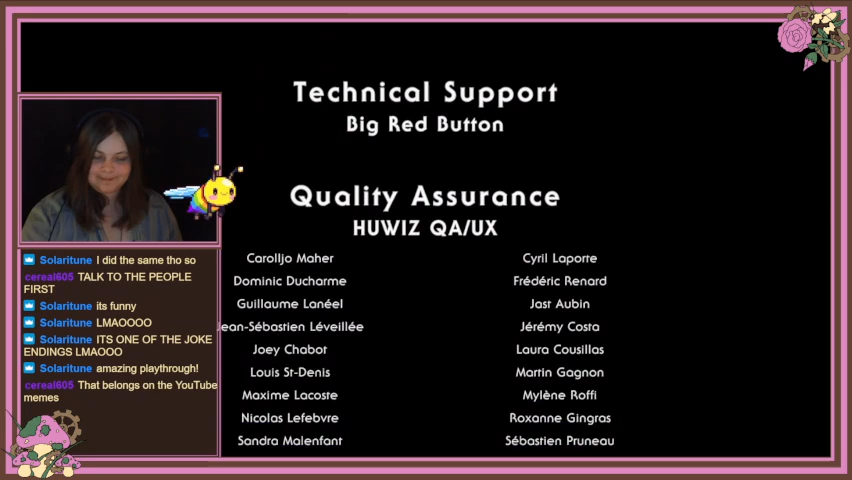 Technical Support
Big Red Button
Quality Assurance
HUWIZ QA/UX
Carolljo Maher
Cyril Laporte
Dominic Ducharme
Frédéric Renard
Guillaume Lanéel
Jast Aubin
Jean-Sébastien Léveillée
Jérémy Costa
Joey Chabot
Laura Cousillas
Louis St-Denis
Martin Gagnon
Maxime Lacoste
Mylène Roffi
Nicolas Lefebvre
Roxanne Gingras
Sandra Malenfant
Sébastien Pruneau
Solaritune I did the same tho so
cereal605 TALK TO THE PEOPLE
FIRST
Solaritune its funny
Solaritune LMAOOOO
Solaritune ITS ONE OF THE JOKE
ENDINGS LMAOOO
Solaritune amazing playthrough!
cereal605 That belongs on the YouTube
memes